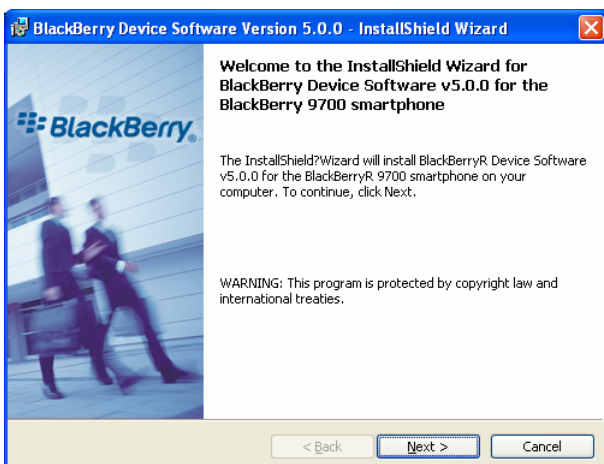 BlackBerry Device Software Version 5.0.0 - InstallShield Wizard
Welcome to the InstallShield Wizard for
BlackBerry Device Software v5.0.0 for the
BlackBerry 9700 smartphone
BlackBerry®
The InstallShield?Wizard will install BlackBerryR Device Software
v5.0.0 for the BlackBerryR 9700 smartphone on your
computer. To continue, click Next.
WARNING: This program is protected by copyright law and
international treaties.
< Back
Next >
Cancel